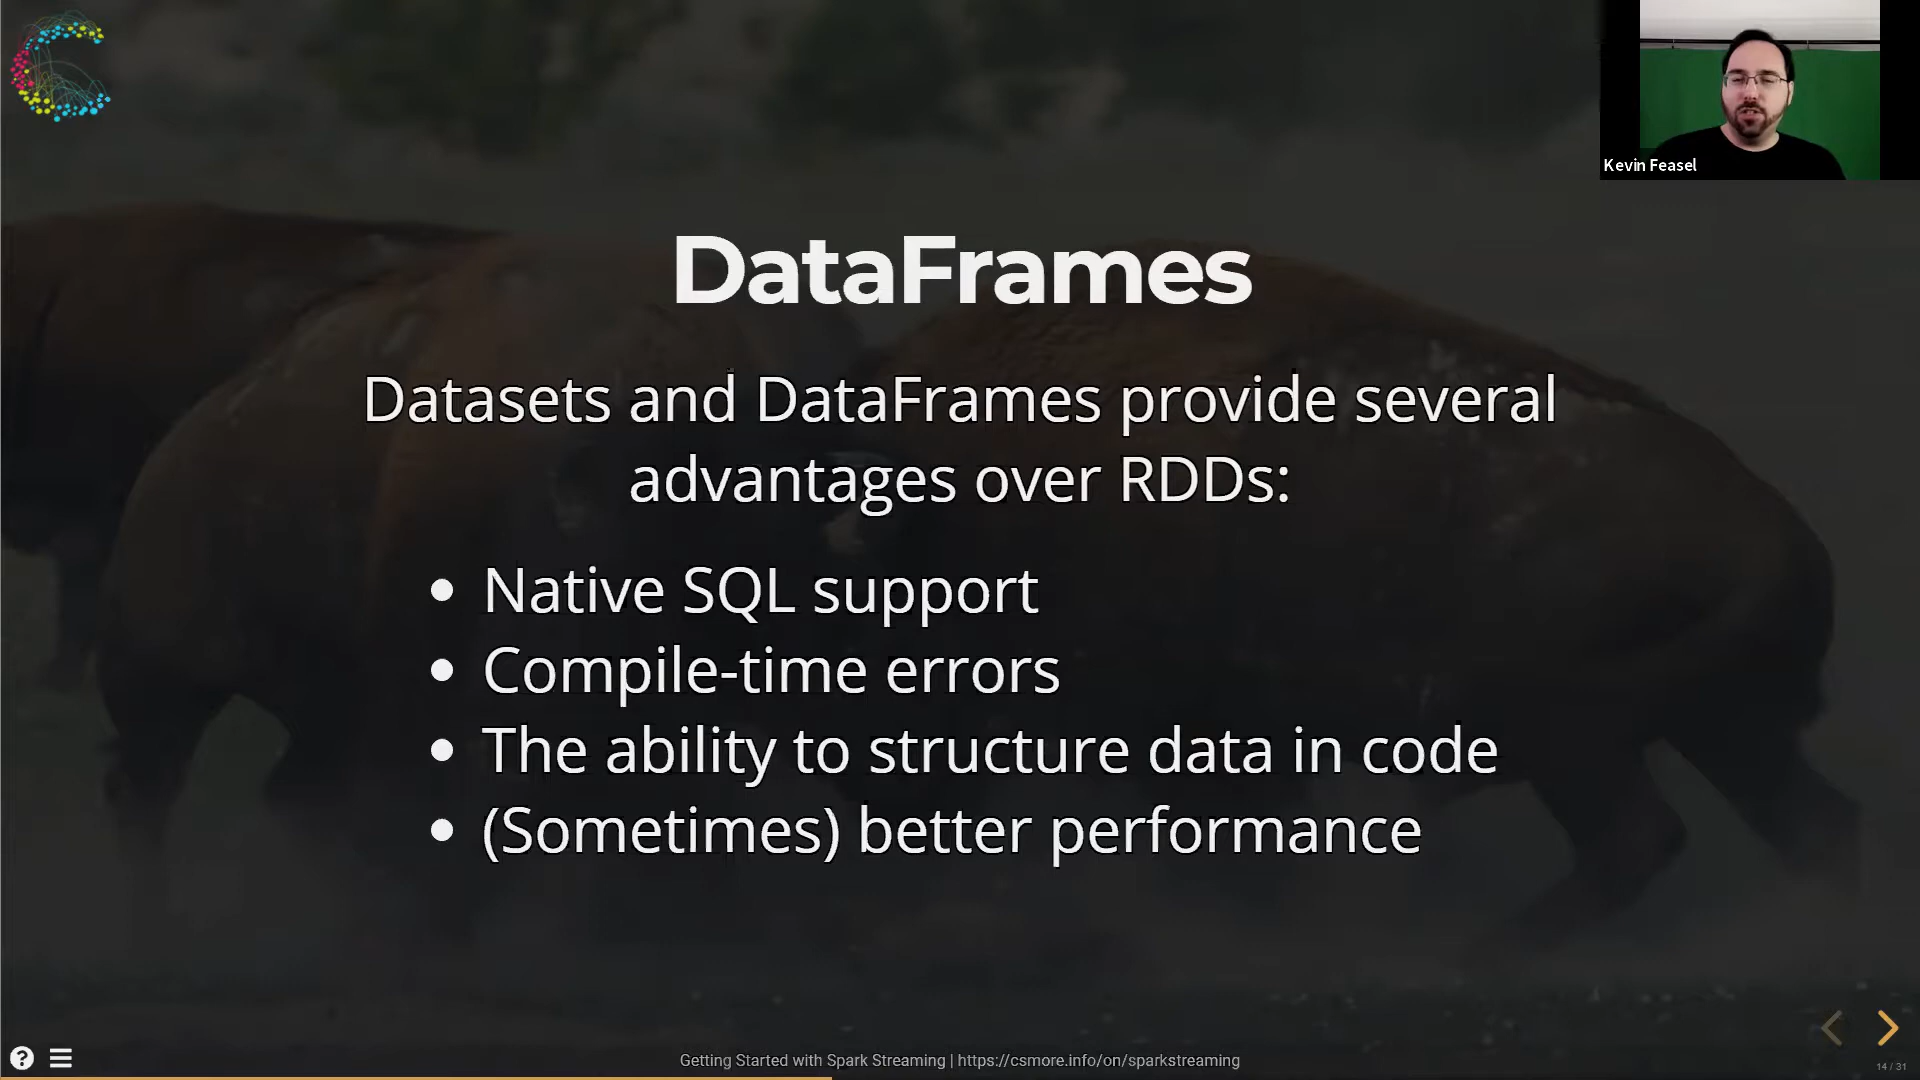 Kevin Feasel
DataFrames
Datasets and DataFrames provide several
advantages over RDDs:
• Native SQL support
• Compile-time errors
• The ability to structure data in code
• (Sometimes) better performance
Getting Started with Spark Streaming | https://csmore.info/on/sparkstreaming
14 / 31